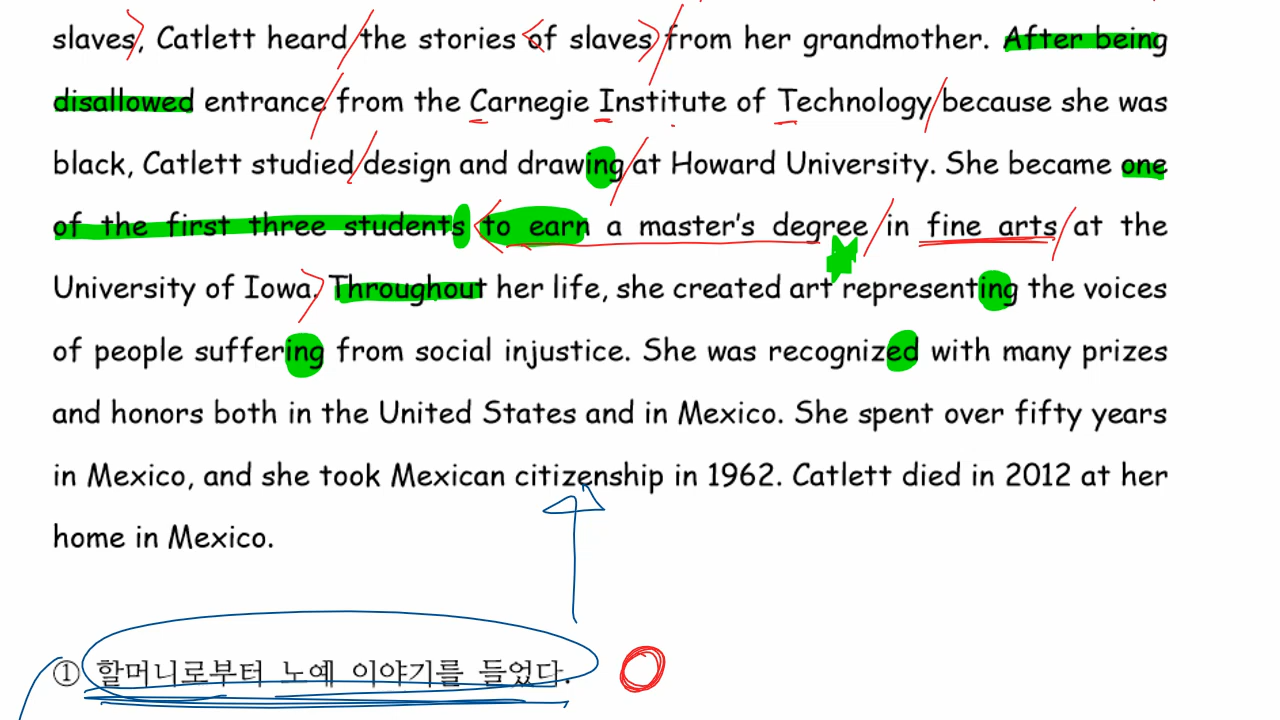 slaves, Catlett heard the stories of slaves from her grandmother. After being
disallowed entrance from the Carnegie Institute of Technology because she was
black, Catlett studied design and drawing at Howard University. She became one
of the first three students to earn a master's degree in fine arts at the
University of Iowa. Throughout her life, she created art representing the voices
of people suffering from social injustice. She was recognized with many prizes
and honors both in the United States and in Mexico. She spent over fifty years
in Mexico, and she took Mexican citizenship in 1962. Catlett died in 2012 at her
home in Mexico.
① 할머니로부터 노예 이야기를 들었다.